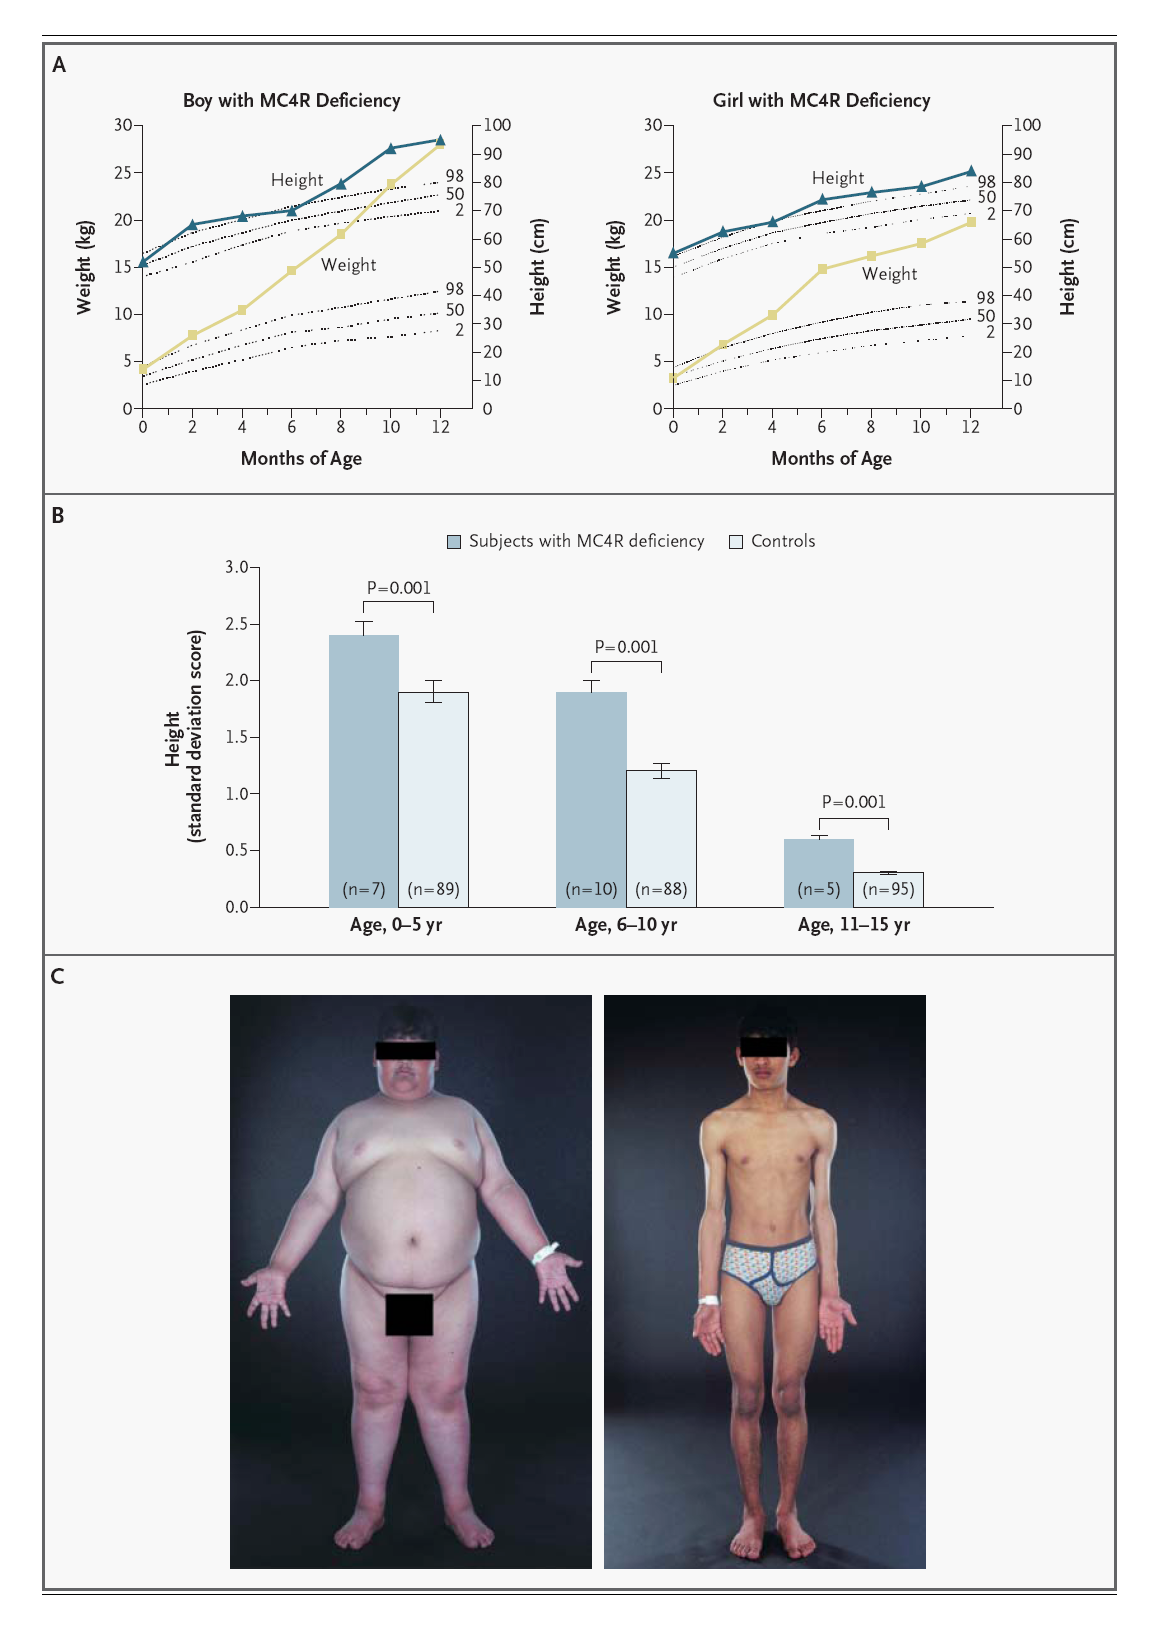 A
Boy with MC4R Deficiency
Girl with MC4R Deficiency
30
25
20
15
10
5
0
Weight (kg)
100
90
80
70
60
50
40
30
20
10
0
Height (cm)
Height
Weight
98
50
2
98
50
2
0 2 4 6 8 10 12
Months of Age
30
25
20
15
10
5
0
Weight (kg)
100
90
80
70
60
50
40
30
20
10
0
Height (cm)
Height
Weight
98
50
2
98
50
2
0 2 4 6 8 10 12
Months of Age
B
Subjects with MC4R deficiency Controls
3.0
2.5
2.0
1.5
1.0
0.5
0.0
Height
(standard deviation score)
P=0.001
P=0.001
P=0.001
(n=7) (n=89) (n=10) (n=88) (n=5) (n=95)
Age, 0–5 yr Age, 6–10 yr Age, 11–15 yr
C